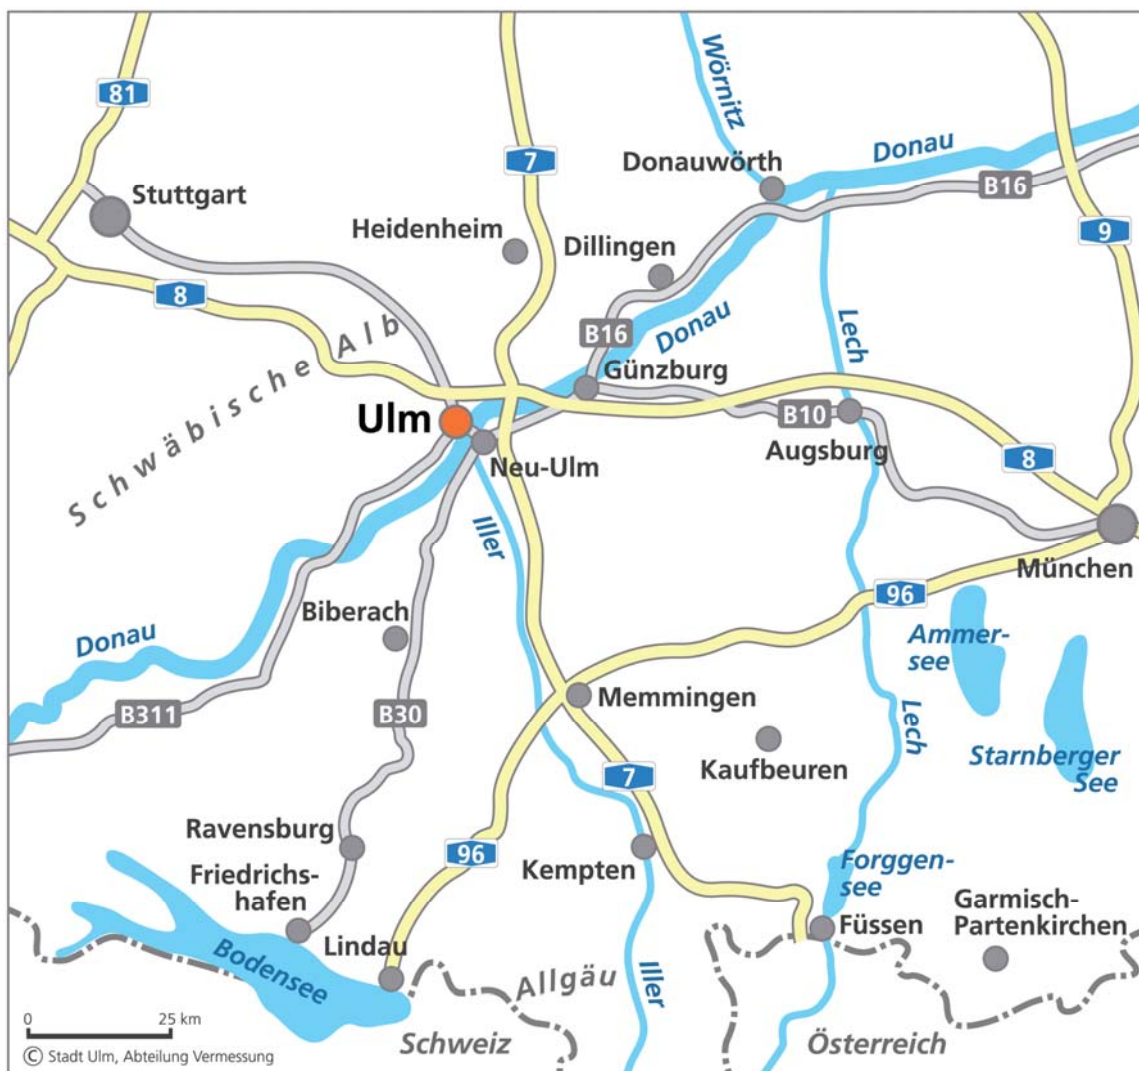 Wörnitz
81
Donau
7
Donauwörth
B16
Stuttgart
Heidenheim
9
Dillingen
8
Lech
Donau
B16
Schwäbische Alb
Günzburg
Ulm
B10
Augsburg
Neu-Ulm
8
Iller
München
96
Biberach
Donau
Ammer-
see
Memmingen
B311
B30
Lech
Kaufbeuren
Starnberger
See
7
Ravensburg
96
Kempten
Forggen-
see
Friedrichs-
hafen
Garmisch-
Partenkirchen
Füssen
Lindau
Bodensee
Allgäu
Iller
0 25 km
Schweiz
Österreich
© Stadt Ulm, Abteilung Vermessung